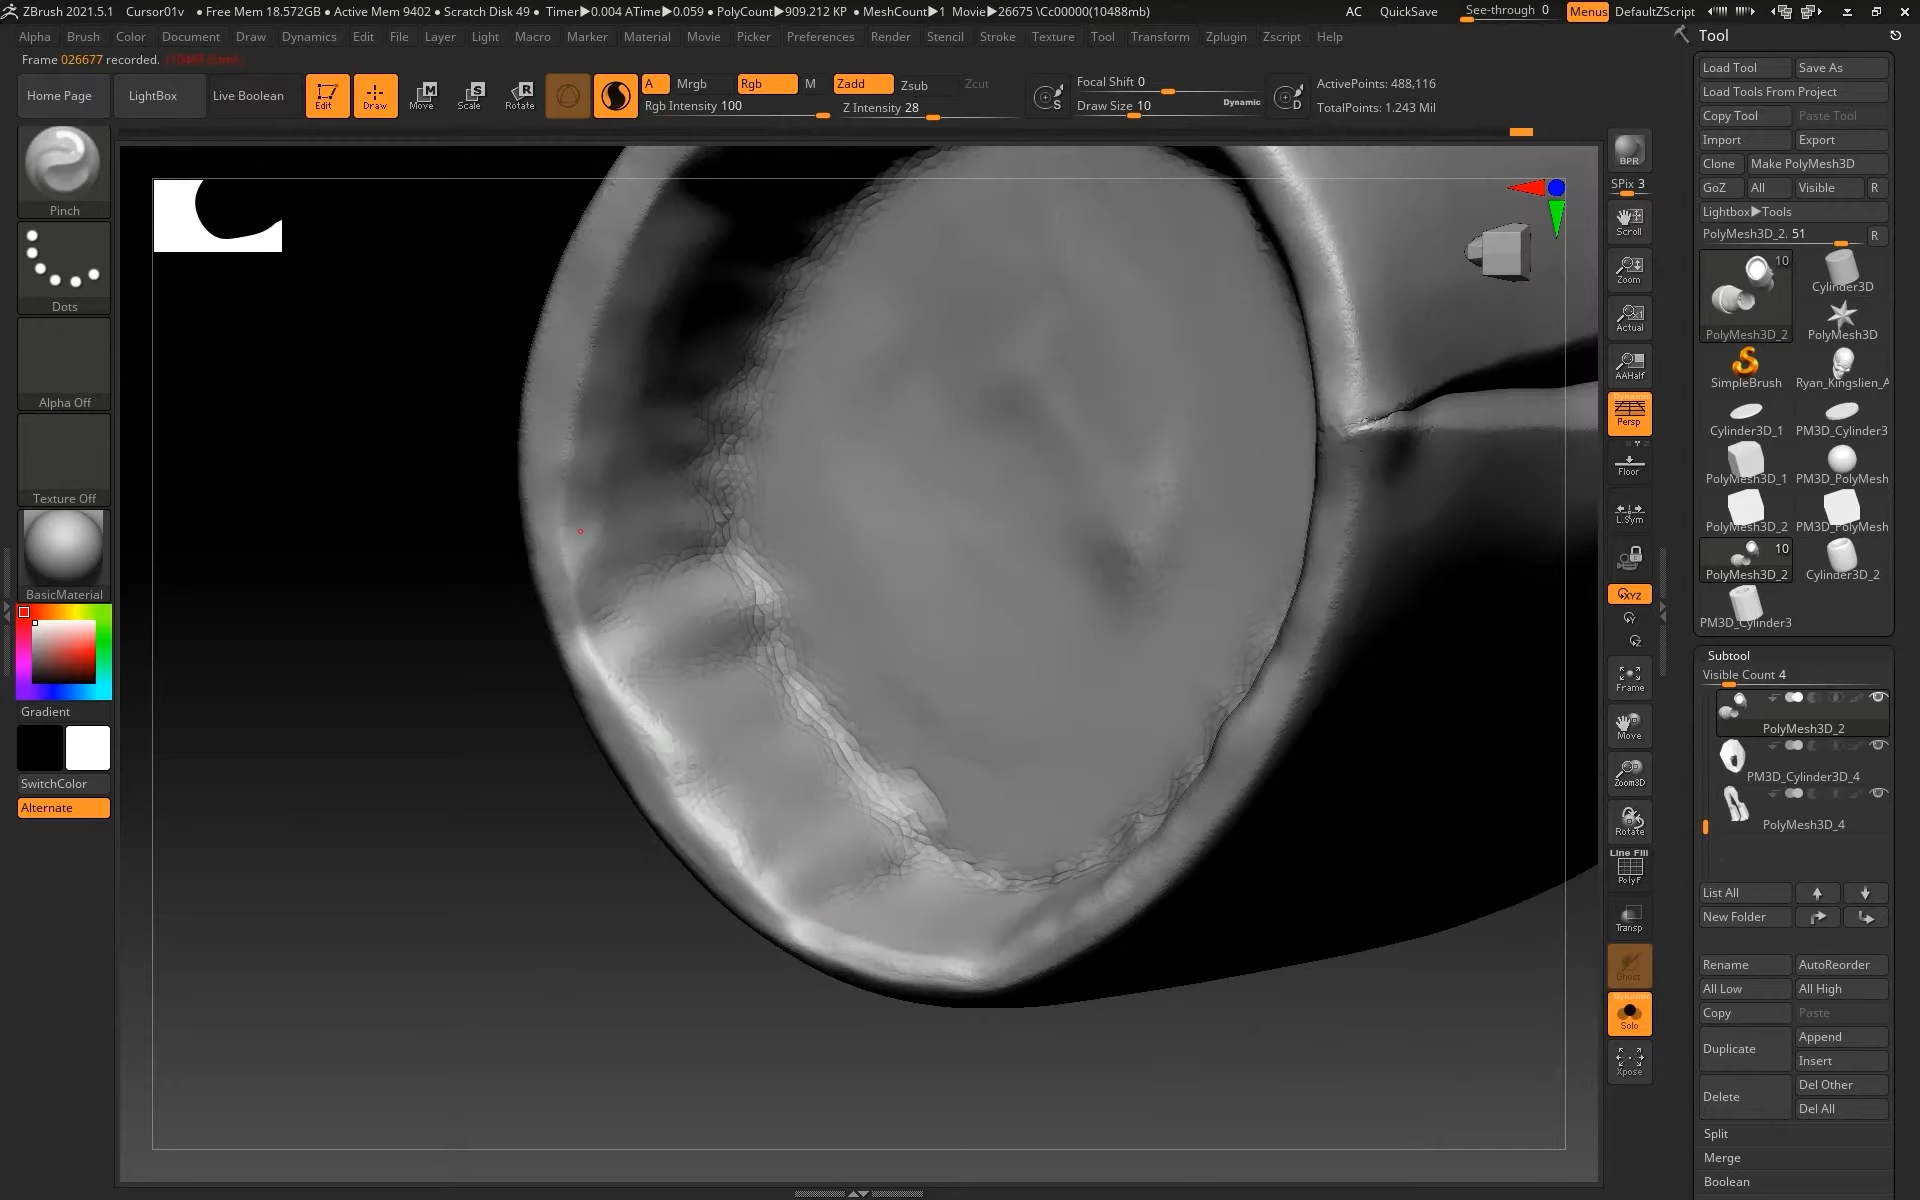 ZBrush 2021.5.1 Cursor01v • Free Mem 18.572GB • Active Mem 9402 • Scratch Disk 49 • Timer▶0.004 ATime▶0.059 • PolyCount▶909.212 KP • MeshCount▶1 Movie▶26675 \Cc00000(10488mb) AC QuickSave See-through 0 Menus DefaultZScript
Alpha Brush Color Document Draw Dynamics Edit File Layer Light Macro Marker Material Movie Picker Preferences Render Stencil Stroke Texture Tool Transform Zplugin Zscript Help
Tool
Frame 026677 recorded.
Home Page LightBox Live Boolean Edit Draw Move Scale Rotate
A Mrgb Rgb M Zadd Zsub Zcut
Rgb Intensity 100 Z Intensity 28
Focal Shift 0
Draw Size 10 Dynamic
S
D
ActivePoints: 488,116
TotalPoints: 1.243 Mil
Pinch
Dots
Alpha Off
Texture Off
BasicMaterial
Gradient
SwitchColor
Alternate
BPR
SPix 3
Scroll
Zoom
Actual
AAHalf
Dynamic
Persp
Floor
L.Sym
XYZ
Y
Z
Frame
Move
Zoom3D
Rotate
Line Fill
PolyF
Transp
Ghost
Dynamic
Solo
Xpose
Load Tool Save As
Load Tools From Project
Copy Tool Paste Tool
Import Export
Clone Make PolyMesh3D
GoZ All Visible R
Lightbox▶Tools
PolyMesh3D_2. 51 R
10
PolyMesh3D_2 Cylinder3D
PolyMesh3D
SimpleBrush Ryan_Kingslien_A
Cylinder3D_1 PM3D_Cylinder3
PolyMesh3D_1 PM3D_PolyMesh
PolyMesh3D_2 PM3D_PolyMesh
10
PolyMesh3D_2 Cylinder3D_2
PM3D_Cylinder3
Subtool
Visible Count 4
PolyMesh3D_2
PM3D_Cylinder3D_4
PolyMesh3D_4
List All
New Folder
Rename AutoReorder
All Low All High
Copy Paste
Duplicate Append
Insert
Delete Del Other
Del All
Split
Merge
Boolean